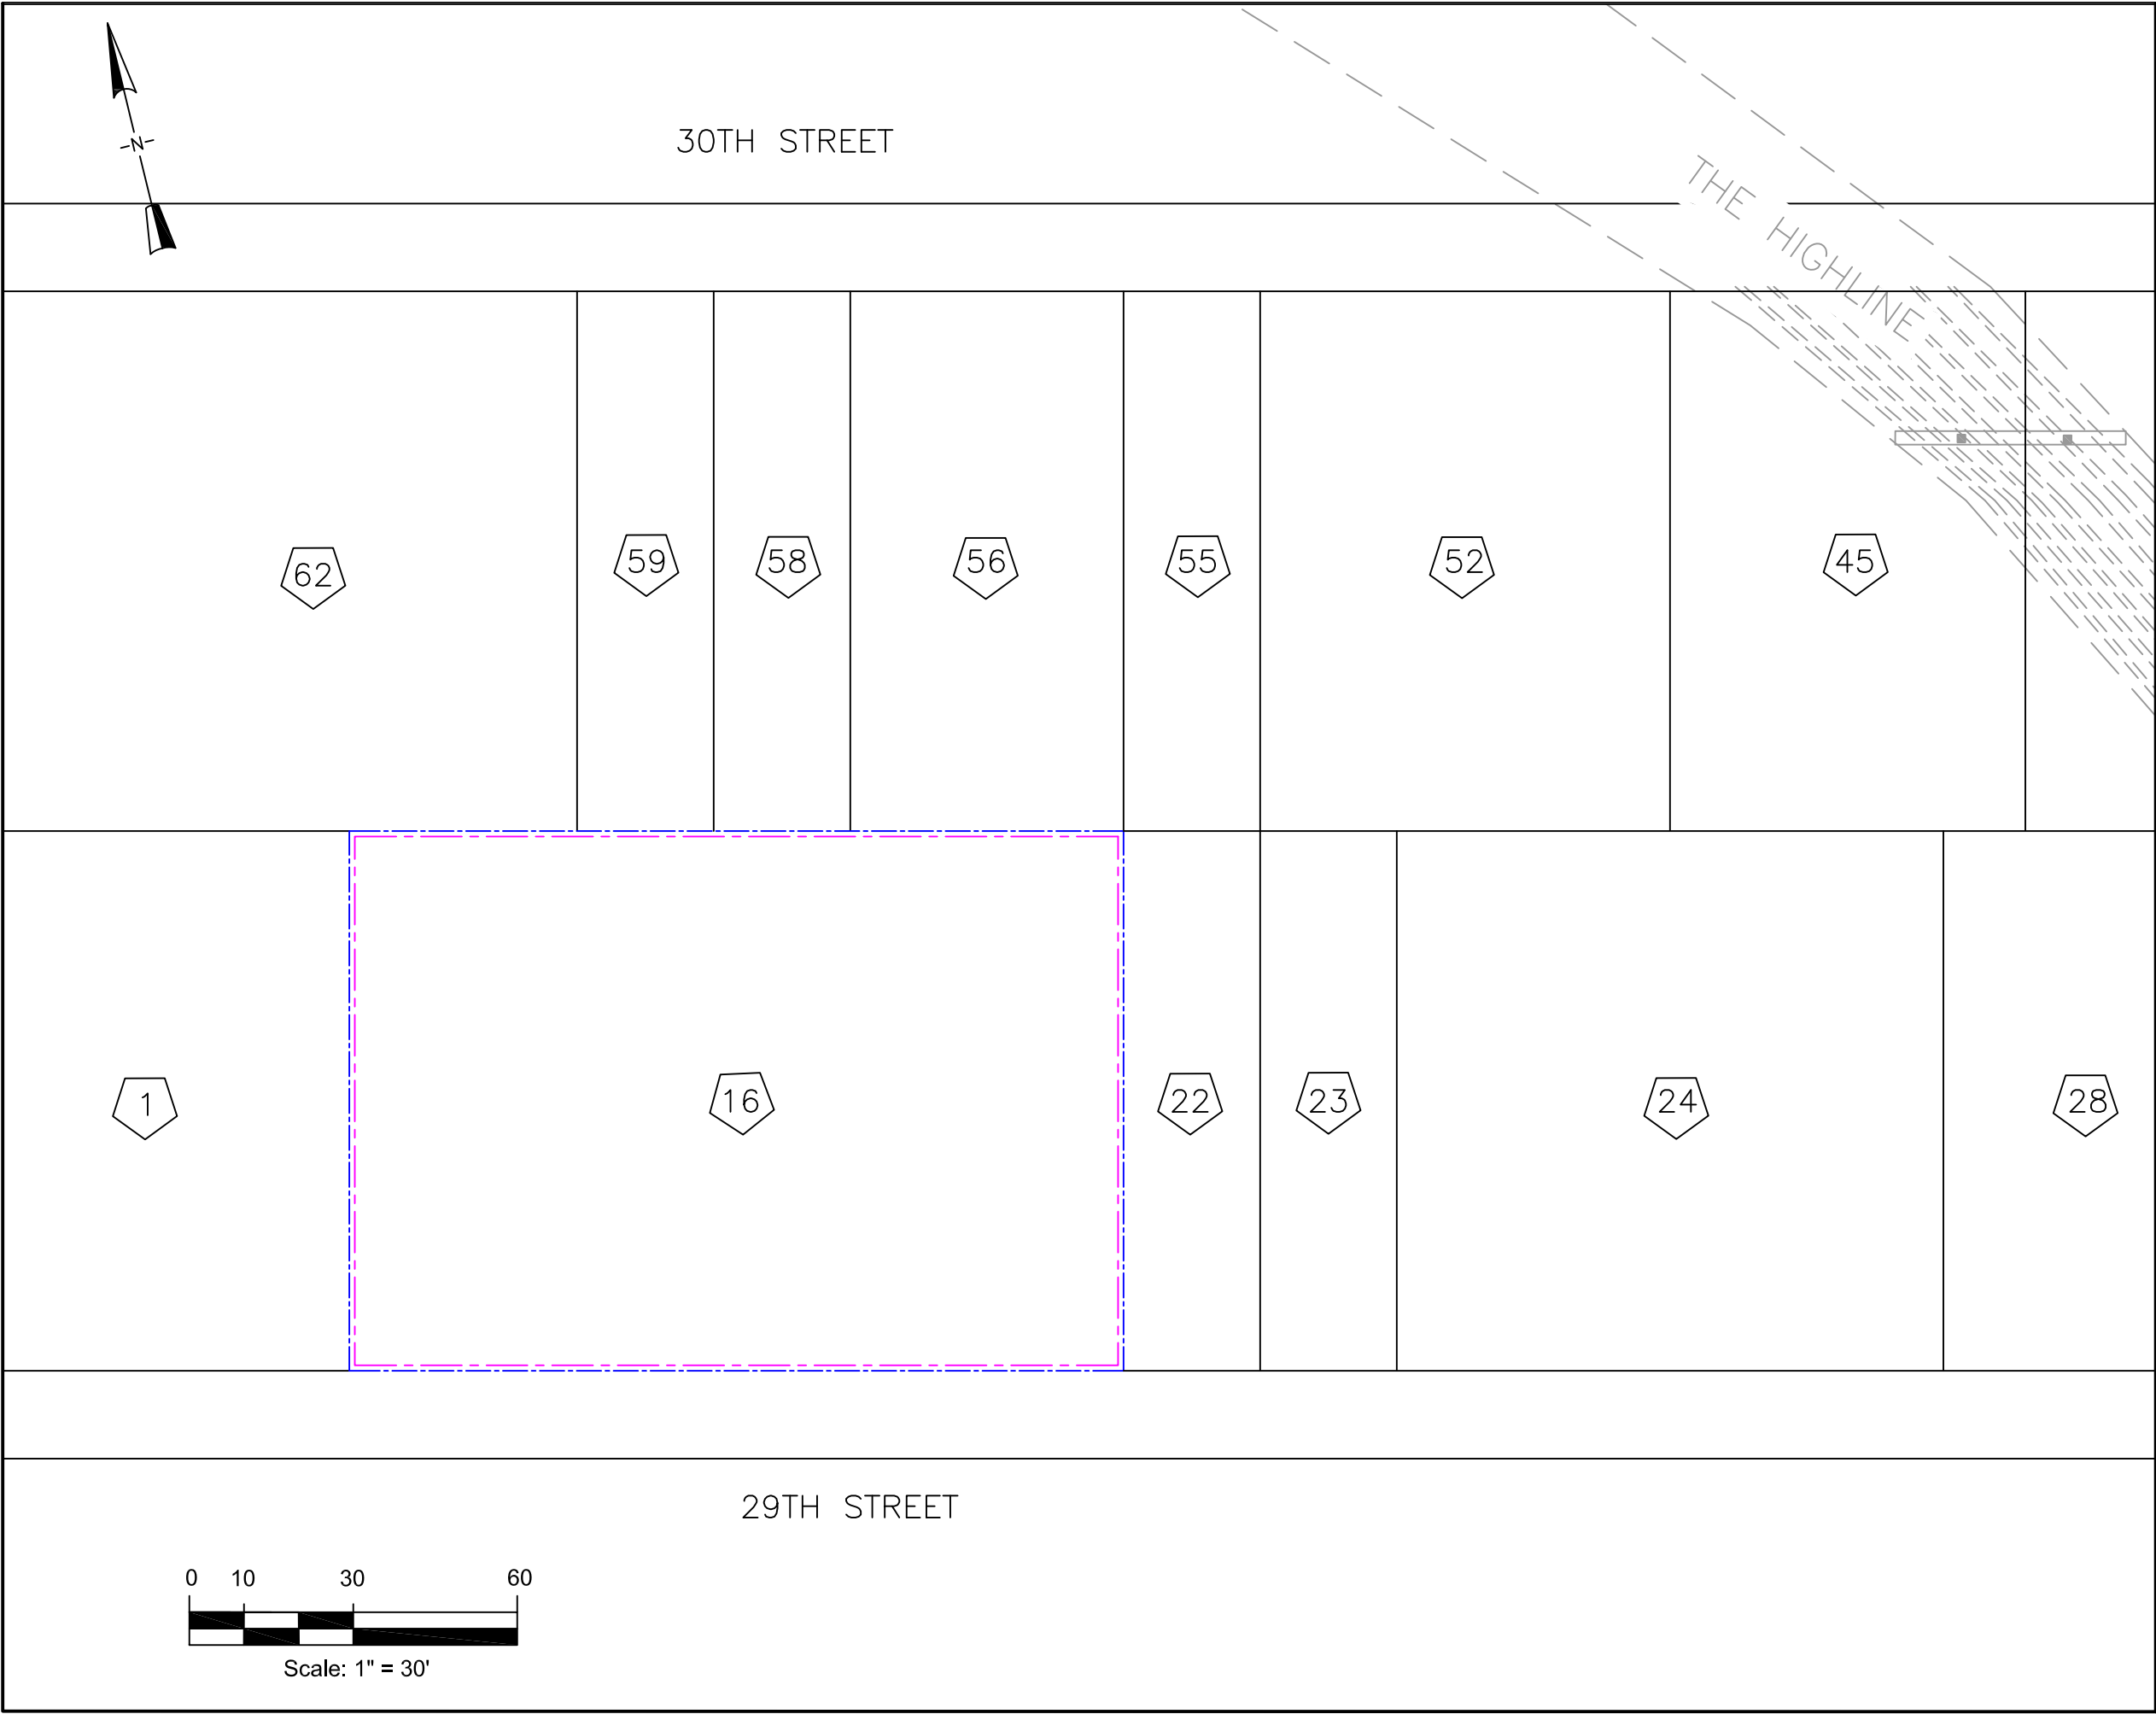 N
30TH STREET
THE HIGHLINE
62
59
58
56
55
52
45
1
16
22
23
24
28
29TH STREET
0 10 30 60
Scale: 1" = 30'